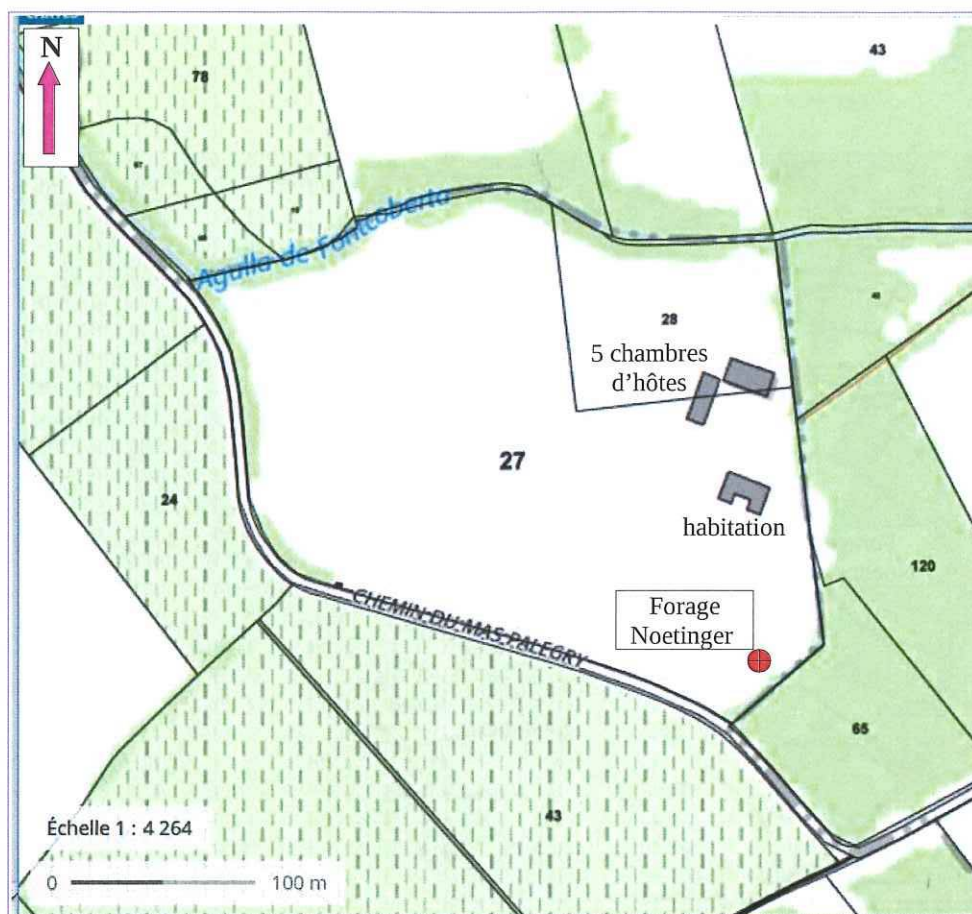 N
78
43
Agulla de Fontcoberta
28
5 chambres
d'hôtes
27
24
habitation
120
CHEMIN DU MAS PALEGRY
Forage
Noetinger
65
43
Échelle 1 : 4 264
0 100 m